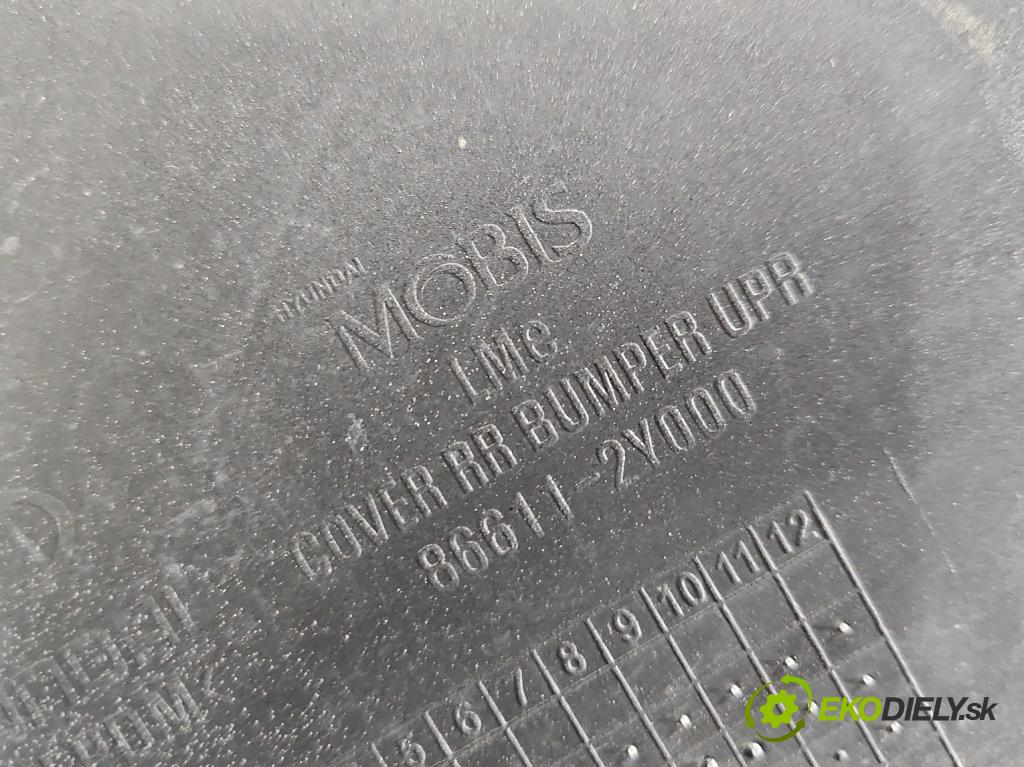 HYUNDAI
MOBIS
LMc
COVER RR BUMPER UPR
86611-2Y000
5 6 7 8 9 10 11 12
EKODIELY.sk